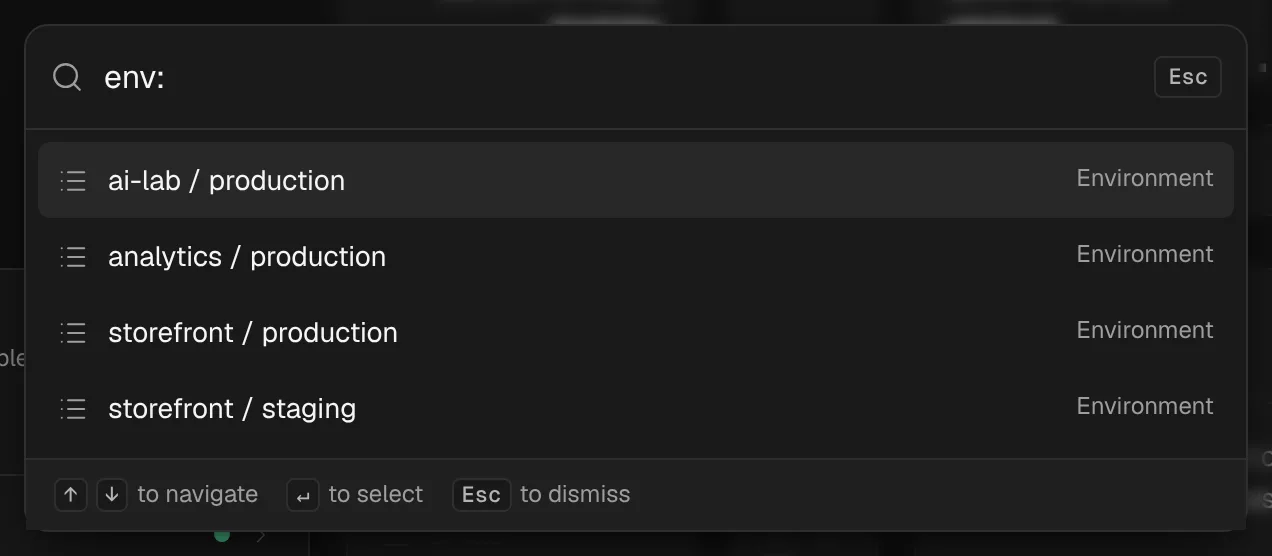 env:
Esc
ai-lab / production
Environment
analytics / production
Environment
storefront / production
Environment
storefront / staging
Environment
↑ ↓ to navigate ↵ to select Esc to dismiss